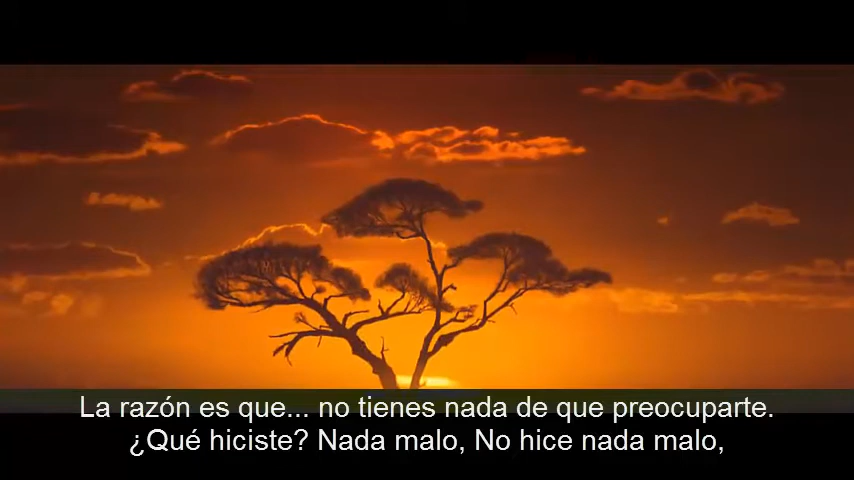 La razón es que... no tienes nada de que preocuparte.
¿Qué hiciste? Nada malo, No hice nada malo,